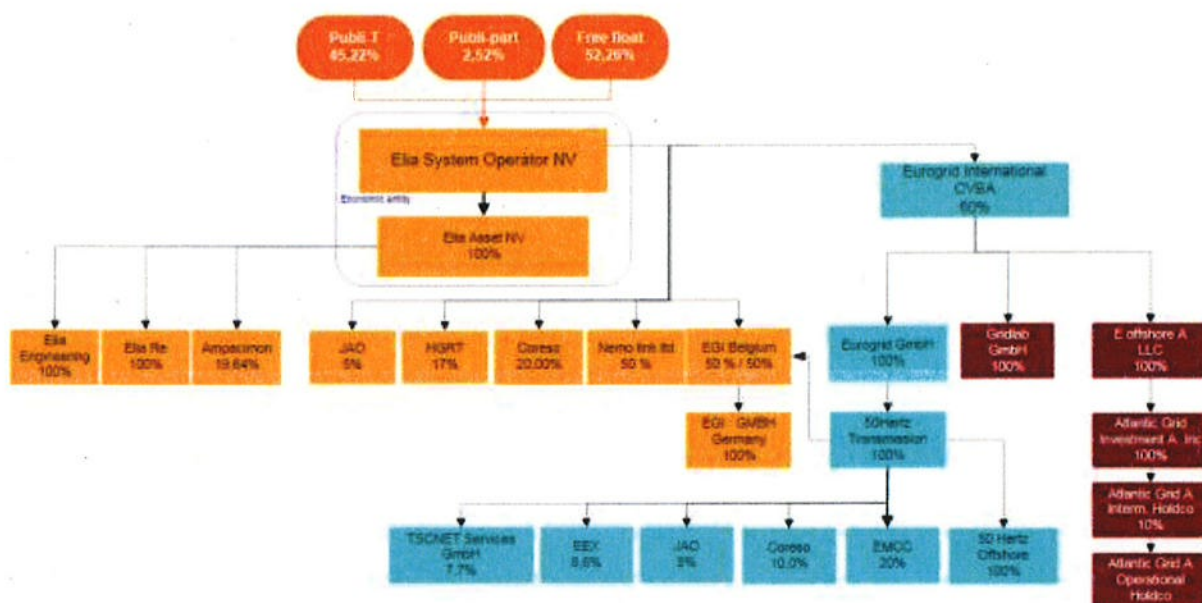 Publi-T
45,22%
Publi-part
2,52%
Free float
52,26%
Elia System Operator NV
Economic entity
Elia Asset NV
100%
Eurogrid International
CVBA
60%
Elia
Engineering
100%
Elia Re
100%
Ampacimon
19,64%
JAO
5%
HGRT
17%
Coreso
20,00%
Nemo link ltd
50 %
EGI Belgium
50 % / 50%
Eurogrid GmbH
100%
Gridlab
GmbH
100%
E offshore A
LLC
100%
EGI - GMBH
Germany
100%
50Hertz
Transmission
100%
Atlantic Grid
Investment A. Inc
100%
TSCNET Services
GmbH
7,7%
EEX
JAO
5%
Coreso
10,0%
EMCC
20%
50 Hertz
Offshore
100%
Atlantic Grid A
Interm. Holdco
10%
Atlantic Grid A
Operational
Holdco